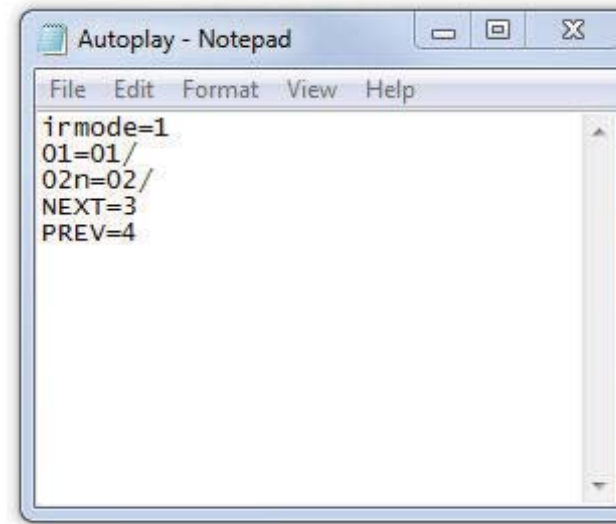 Autoplay - Notepad
File Edit Format View Help
irmode=1
01=01/
02n=02/
NEXT=3
PREV=4